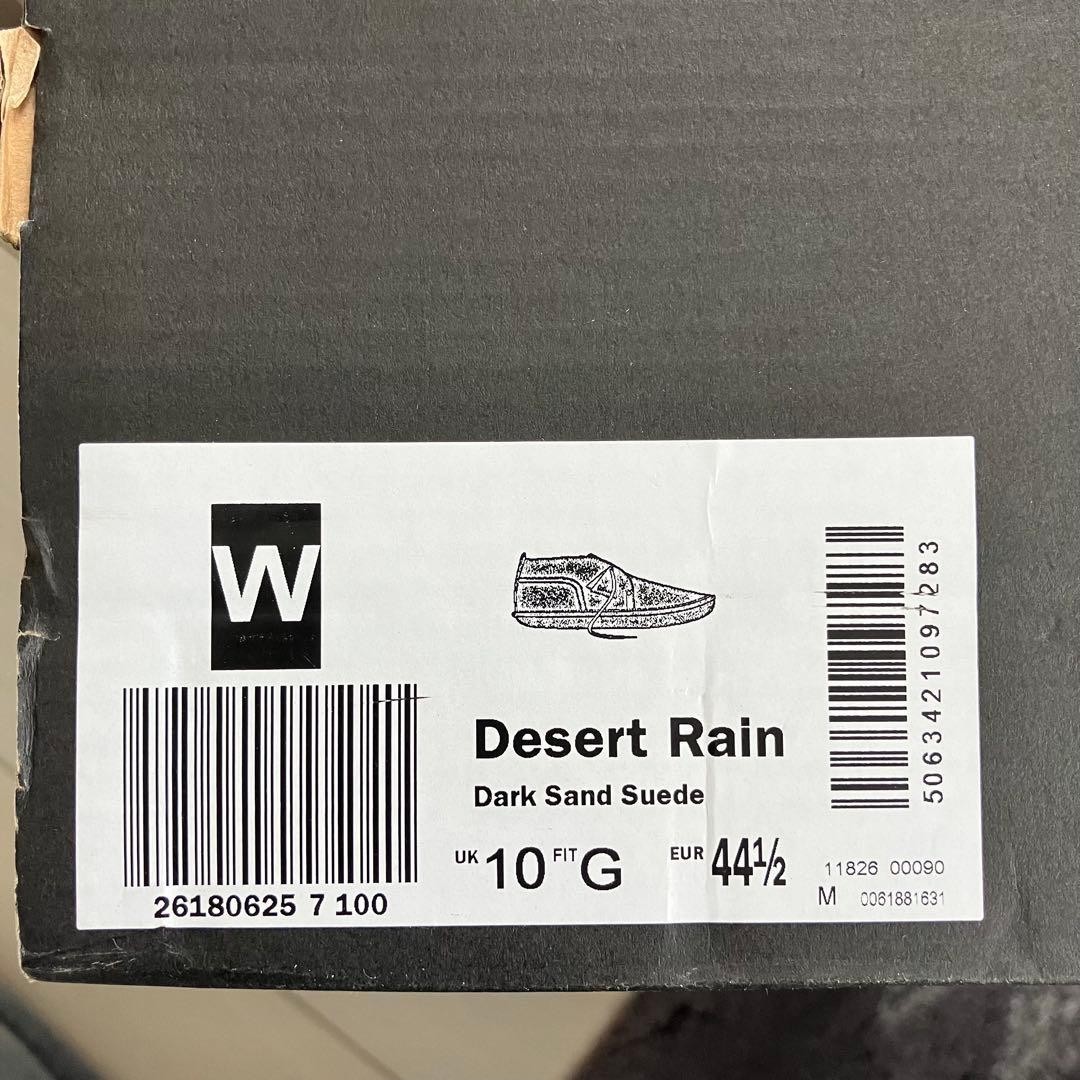 W
Desert Rain
Dark Sand Suede
UK 10 FIT G EUR 44½
26180625 7 100
5063421097283
11826 00090
M 0061881631